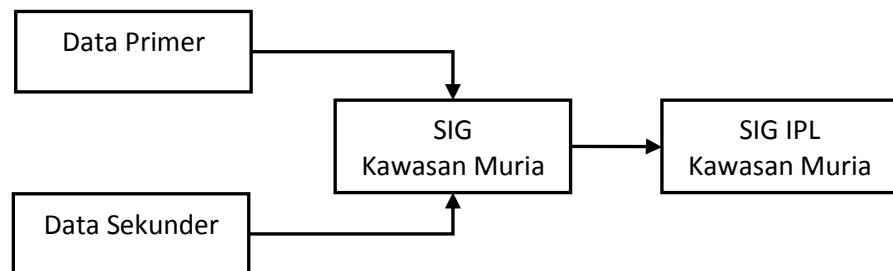 Data Primer
SIG
Kawasan Muria
SIG IPL
Kawasan Muria
Data Sekunder